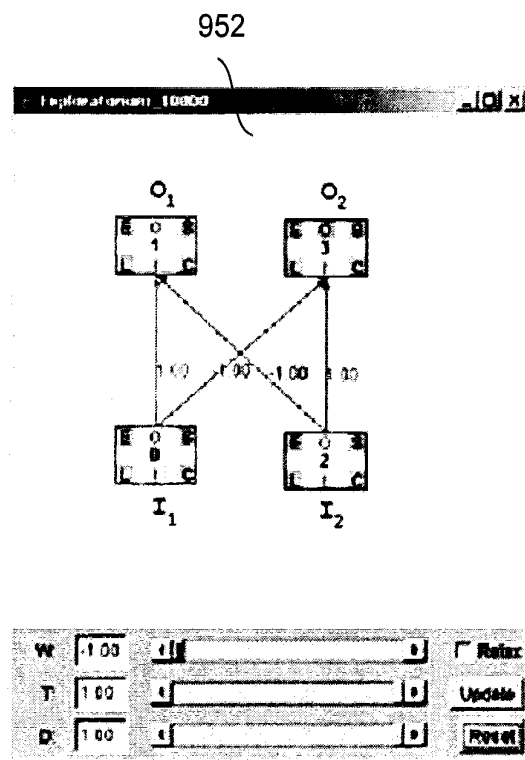 952
O₁ O₂
E O
1
L I C
E O
3
L I C
1.00 -1.00 -1.00 1.00
E O
0
L I C
E O
2
L I C
I₁ I₂
W: -1.00 Relax
T: 1.00 Update
D: 1.00 Reset